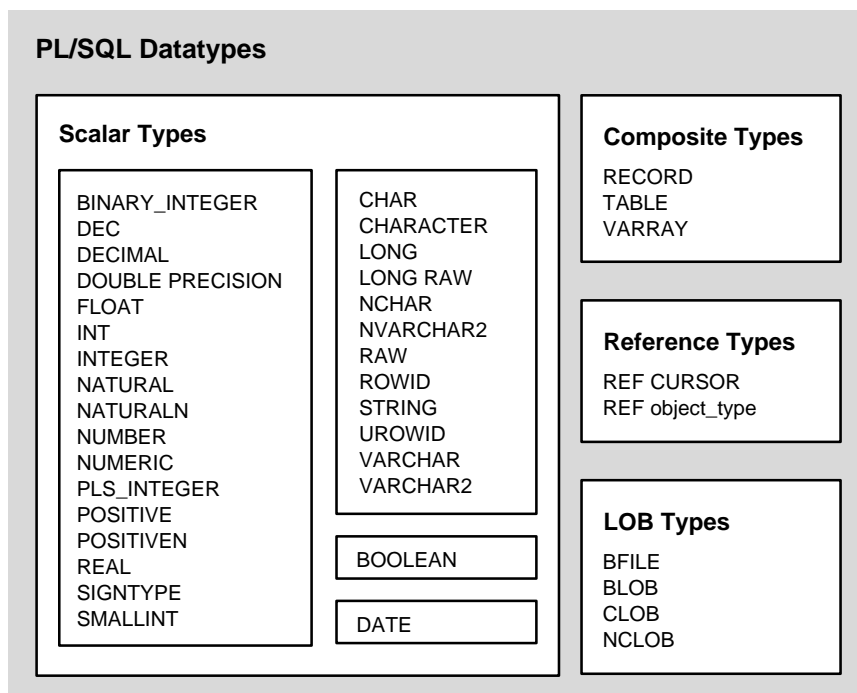 PL/SQL Datatypes
Scalar Types
BINARY_INTEGER
DEC
DECIMAL
DOUBLE PRECISION
FLOAT
INT
INTEGER
NATURAL
NATURALN
NUMBER
NUMERIC
PLS_INTEGER
POSITIVE
POSITIVEN
REAL
SIGNTYPE
SMALLINT
CHAR
CHARACTER
LONG
LONG RAW
NCHAR
NVARCHAR2
RAW
ROWID
STRING
UROWID
VARCHAR
VARCHAR2
BOOLEAN
DATE
Composite Types
RECORD
TABLE
VARRAY
Reference Types
REF CURSOR
REF object_type
LOB Types
BFILE
BLOB
CLOB
NCLOB